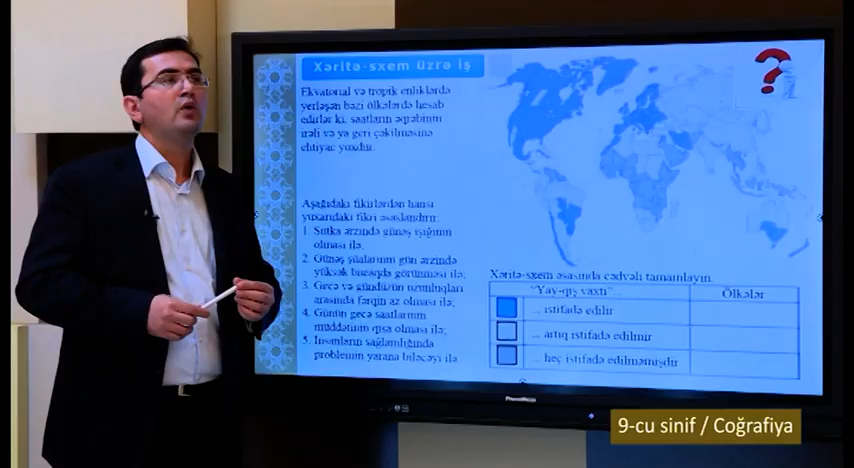 Xəritə-sxem üzrə iş
Ekvatorial və tropik enliklərdə
yerləşən bəzi ölkələrdə hesab
edirlər ki, saatların əqrəbinin
irəli və ya geri çəkilməsinə
ehtiyac yoxdur.
Aşağıdakı fikirlərdən hansı
yuxarıdakı fikri əsaslandırır:
1. Sutka ərzində günəş işığının
olması ilə;
2. Günəş şüalarının gün ərzində
yüksək bucaqda görünməsi ilə;
3. Gecə və gündüzün uzunluqları
arasında fərqin az olması ilə;
4. Günün gecə saatlarının
müddətinin qısa olması ilə;
5. İnsanların sağlamlığında
problemin yarana biləcəyi ilə
Xəritə-sxem əsasında cədvəli tamamlayın.
"Yay-qış vaxtı"... Ölkələr
... istifadə edilir
... artıq istifadə edilmir
... heç istifadə edilməmişdir
9-cu sinif / Coğrafiya